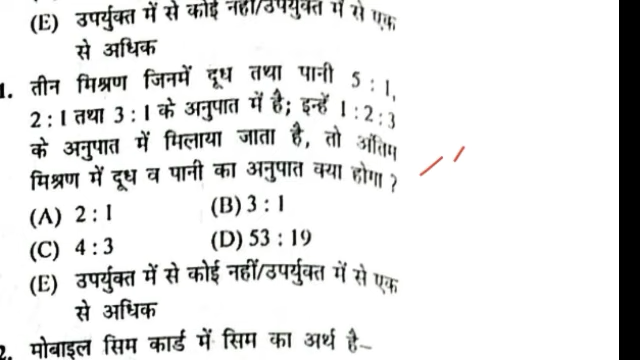 (E) उपर्युक्त में से कोई नहीं/उपर्युक्त में से एक
से अधिक
1. तीन मिश्रण जिनमें दूध तथा पानी 5 : 1,
2 : 1 तथा 3 : 1 के अनुपात में है; इन्हें 1 : 2 : 3
के अनुपात में मिलाया जाता है, तो अंतिम
मिश्रण में दूध व पानी का अनुपात क्या होगा ?
(A) 2 : 1 (B) 3 : 1
(C) 4 : 3 (D) 53 : 19
(E) उपर्युक्त में से कोई नहीं/उपर्युक्त में से एक
से अधिक
2. मोबाइल सिम कार्ड में सिम का अर्थ है–